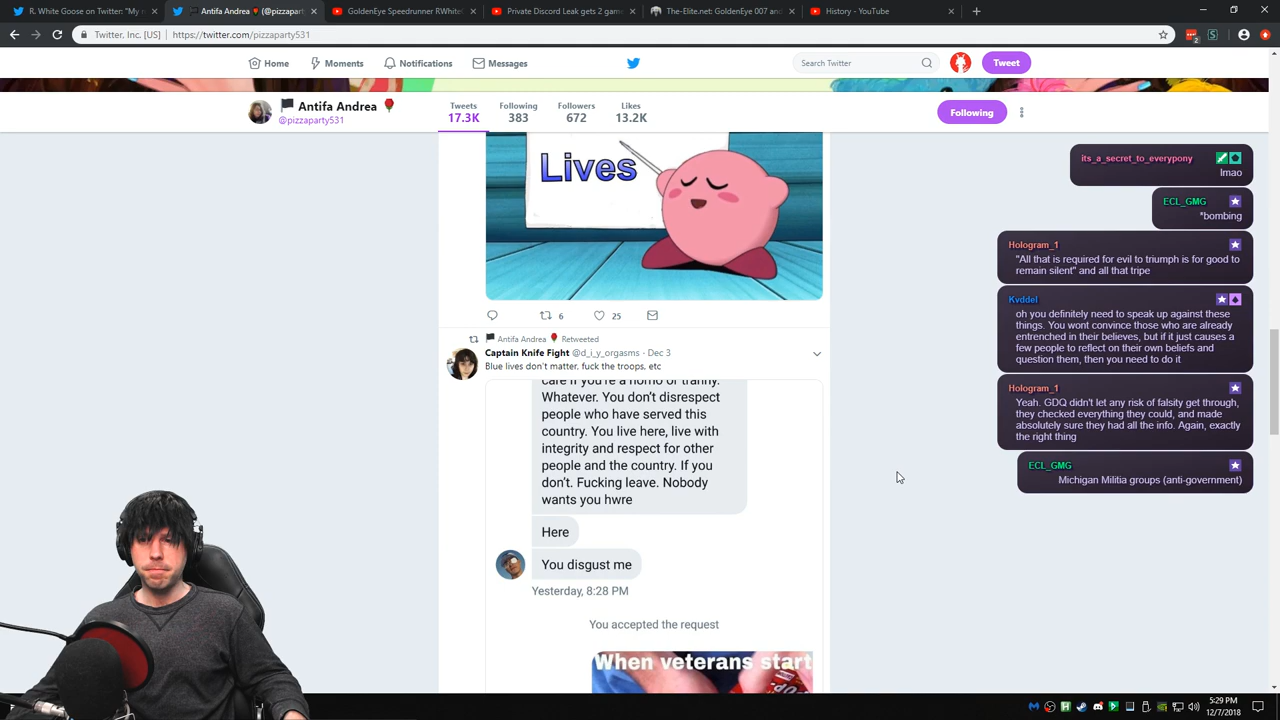 R. White Goose on Twitter: "My n
Antifa Andrea 🌹 (@pizzaparty
GoldenEye Speedrunner RWhite
Private Discord Leak gets 2 game
The-Elite.net: GoldenEye 007 and
History - YouTube
Twitter, Inc. [US]
https://twitter.com/pizzaparty531
2
Home
Moments
Notifications
Messages
Search Twitter
Tweet
🏴 Antifa Andrea 🌹
@pizzaparty531
Tweets
17.3K
Following
383
Followers
672
Likes
13.2K
Following
Lives
6
25
🏴 Antifa Andrea 🌹 Retweeted
Captain Knife Fight @d_i_y_orgasms · Dec 3
Blue lives don't matter, fuck the troops, etc
care if you're a homo or tranny.
Whatever. You don't disrespect
people who have served this
country. You live here, live with
integrity and respect for other
people and the country. If you
don't. Fucking leave. Nobody
wants you hwre
Here
You disgust me
Yesterday, 8:28 PM
You accepted the request
When veterans start
its_a_secret_to_everypony
lmao
ECL_GMG
*bombing
Hologram_1
"All that is required for evil to triumph is for good to
remain silent" and all that tripe
Kvddel
oh you definitely need to speak up against these
things. You wont convince those who are already
entrenched in their believes, but if it just causes a
few people to reflect on their own beliefs and
question them, then you need to do it
Hologram_1
Yeah. GDQ didn't let any risk of falsity get through,
they checked everything they could, and made
absolutely sure they had all the info. Again, exactly
the right thing
ECL_GMG
Michigan Militia groups (anti-government)
5:29 PM
12/7/2018